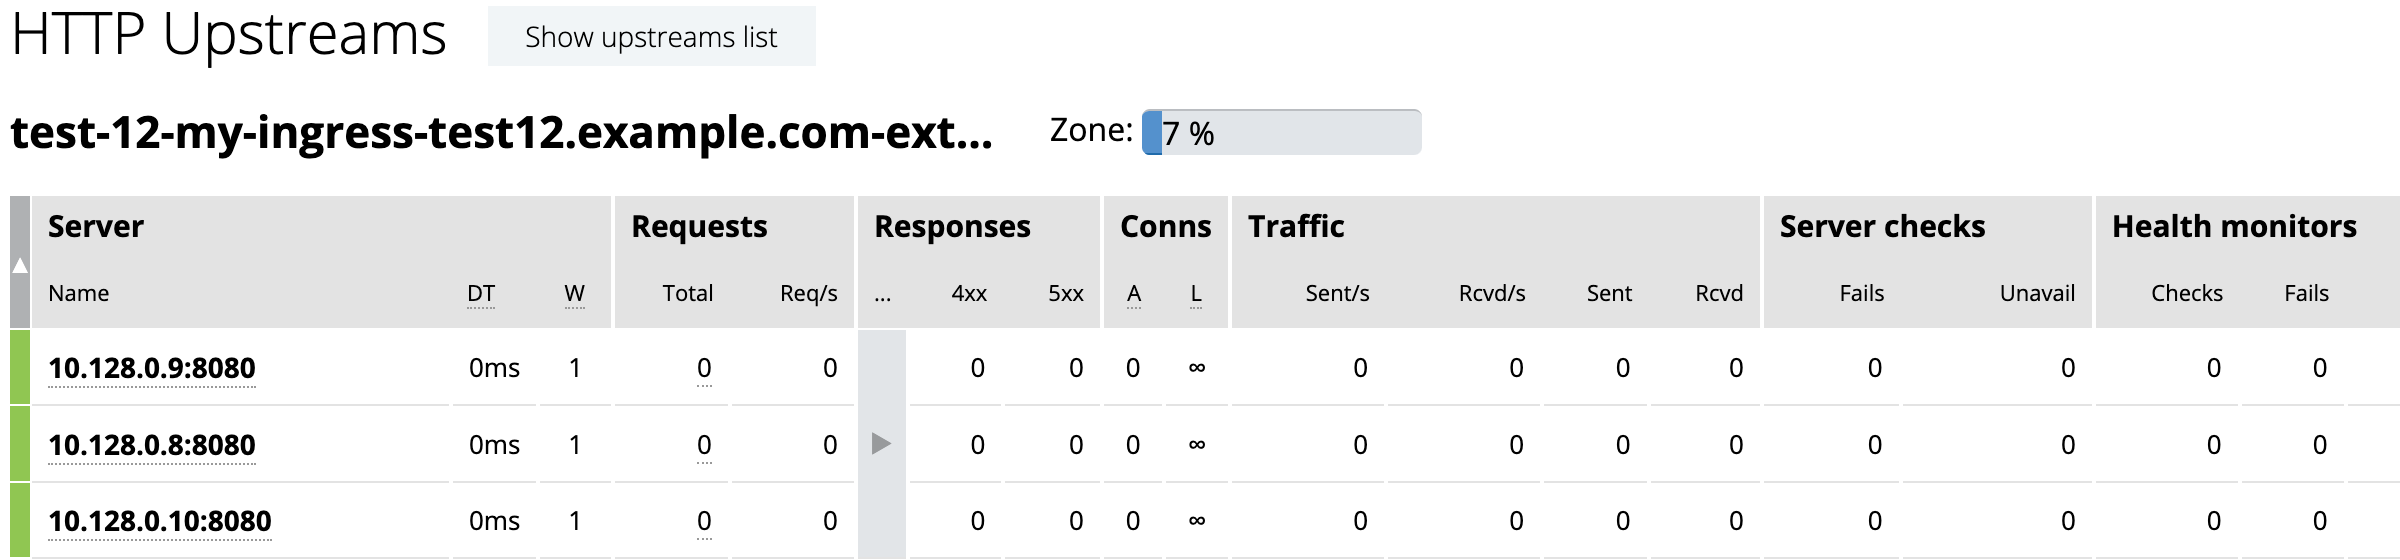 HTTP Upstreams Show upstreams list
test-12-my-ingress-test12.example.com-ext... Zone: 7 %
Server Requests Responses Conns Traffic Server checks Health monitors
Name DT W Total Req/s ... 4xx 5xx A L Sent/s Rcvd/s Sent Rcvd Fails Unavail Checks Fails
10.128.0.9:8080 0ms 1 0 0 0 0 0 ∞ 0 0 0 0 0 0 0 0
10.128.0.8:8080 0ms 1 0 0 0 0 0 ∞ 0 0 0 0 0 0 0 0
10.128.0.10:8080 0ms 1 0 0 0 0 0 ∞ 0 0 0 0 0 0 0 0